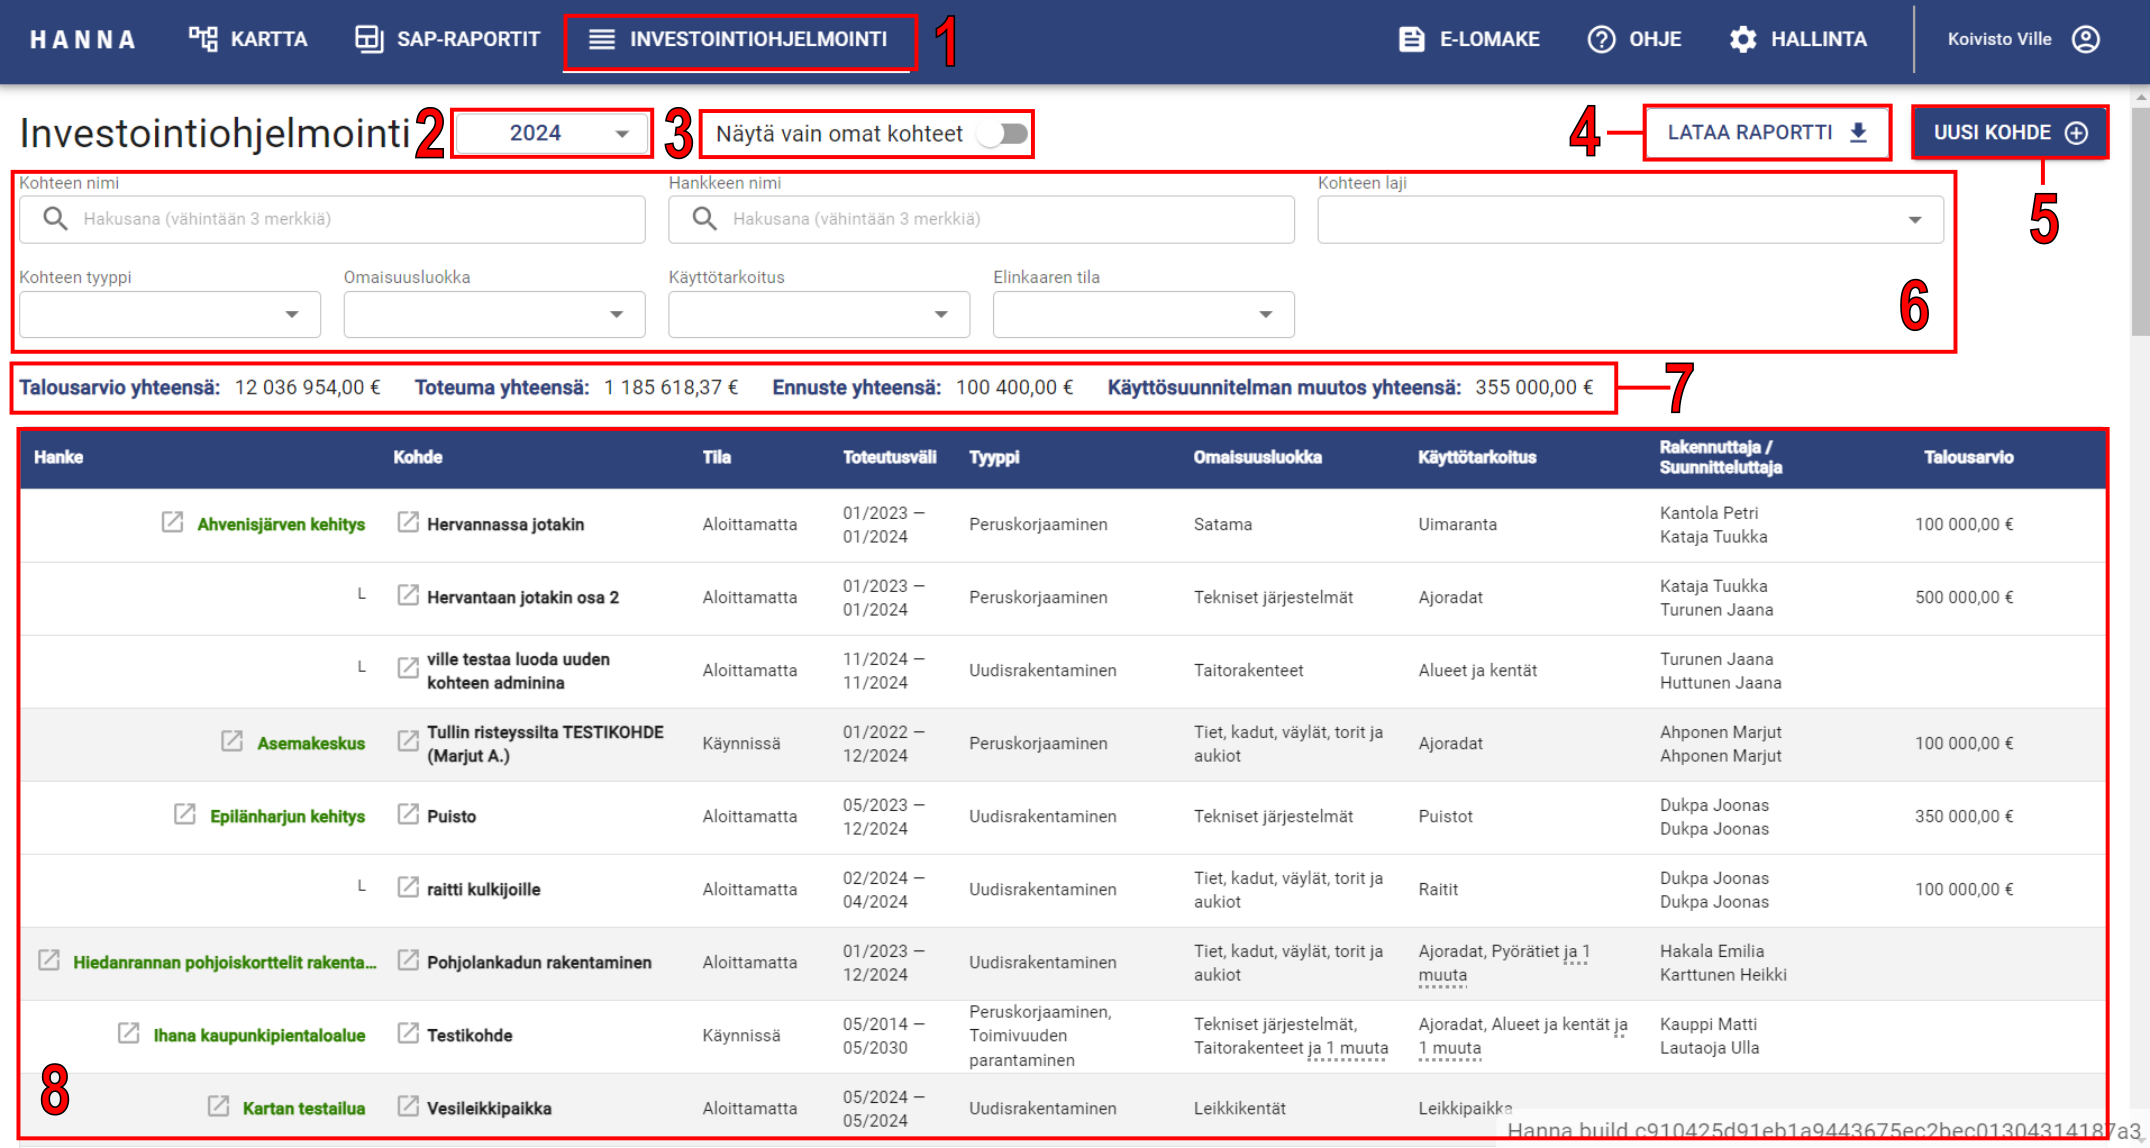 HANNA KARTTA SAP-RAPORTIT INVESTOINTIOHJELMOINTI 1 E-LOMAKE OHJE HALLINTA Koivisto Ville
Investointiohjelmointi 2 2024 3 Näytä vain omat kohteet 4 LATAA RAPORTTI UUSI KOHDE
5
Kohteen nimi Hankkeen nimi Kohteen laji
Hakusana (vähintään 3 merkkiä) Hakusana (vähintään 3 merkkiä)
Kohteen tyyppi Omaisuusluokka Käyttötarkoitus Elinkaaren tila
6
Talousarvio yhteensä: 12 036 954,00 € Toteuma yhteensä: 1 185 618,37 € Ennuste yhteensä: 100 400,00 € Käyttösuunnitelman muutos yhteensä: 355 000,00 € 7
Hanke Kohde Tila Toteutusväli Tyyppi Omaisuusluokka Käyttötarkoitus Rakennuttaja / Suunnitteluttaja Talousarvio
Ahvenisjärven kehitys Hervannassa jotakin Aloittamatta 01/2023 – 01/2024 Peruskorjaaminen Satama Uimaranta Kantola Petri Kataja Tuukka 100 000,00 €
L Hervantaan jotakin osa 2 Aloittamatta 01/2023 – 01/2024 Peruskorjaaminen Tekniset järjestelmät Ajoradat Kataja Tuukka Turunen Jaana 500 000,00 €
L ville testaa luoda uuden kohteen adminina Aloittamatta 11/2024 – 11/2024 Uudisrakentaminen Taitorakenteet Alueet ja kentät Turunen Jaana Huttunen Jaana
Asemakeskus Tullin risteyssilta TESTIKOHDE (Marjut A.) Käynnissä 01/2022 – 12/2024 Peruskorjaaminen Tiet, kadut, väylät, torit ja aukiot Ajoradat Ahponen Marjut Ahponen Marjut 100 000,00 €
Epilänharjun kehitys Puisto Aloittamatta 05/2023 – 12/2024 Uudisrakentaminen Tekniset järjestelmät Puistot Dukpa Joonas Dukpa Joonas 350 000,00 €
L raitti kulkijoille Aloittamatta 02/2024 – 04/2024 Uudisrakentaminen Tiet, kadut, väylät, torit ja aukiot Raitit Dukpa Joonas Dukpa Joonas 100 000,00 €
Hiedanrannan pohjoiskorttelit rakenta... Pohjolankadun rakentaminen Aloittamatta 01/2023 – 12/2024 Uudisrakentaminen Tiet, kadut, väylät, torit ja aukiot Ajoradat, Pyörätiet ja 1 muuta Hakala Emilia Karttunen Heikki
Ihana kaupunkipientaloalue Testikohde Käynnissä 05/2014 – 05/2030 Peruskorjaaminen, Toimivuuden parantaminen Tekniset järjestelmät, Taitorakenteet ja 1 muuta Ajoradat, Alueet ja kentät ja 1 muuta Kauppi Matti Lautaoja Ulla
8 Kartan testailua Vesileikkipaikka Aloittamatta 05/2024 – 05/2024 Uudisrakentaminen Leikkikentät Leikkipaikka
Hanna build c910425d91eb1a9443675ec2bec01304314187a3